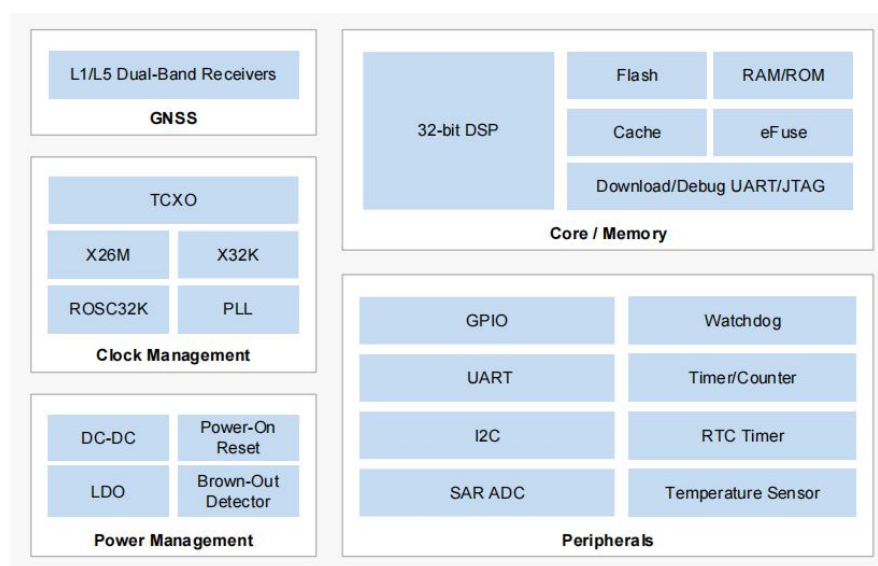 L1/L5 Dual-Band Receivers
GNSS
TCXO
X26M
X32K
ROSC32K
PLL
Clock Management
DC-DC
Power-On
Reset
LDO
Brown-Out
Detector
Power Management
32-bit DSP
Flash
RAM/ROM
Cache
eFuse
Download/Debug UART/JTAG
Core / Memory
GPIO
Watchdog
UART
Timer/Counter
I2C
RTC Timer
SAR ADC
Temperature Sensor
Peripherals